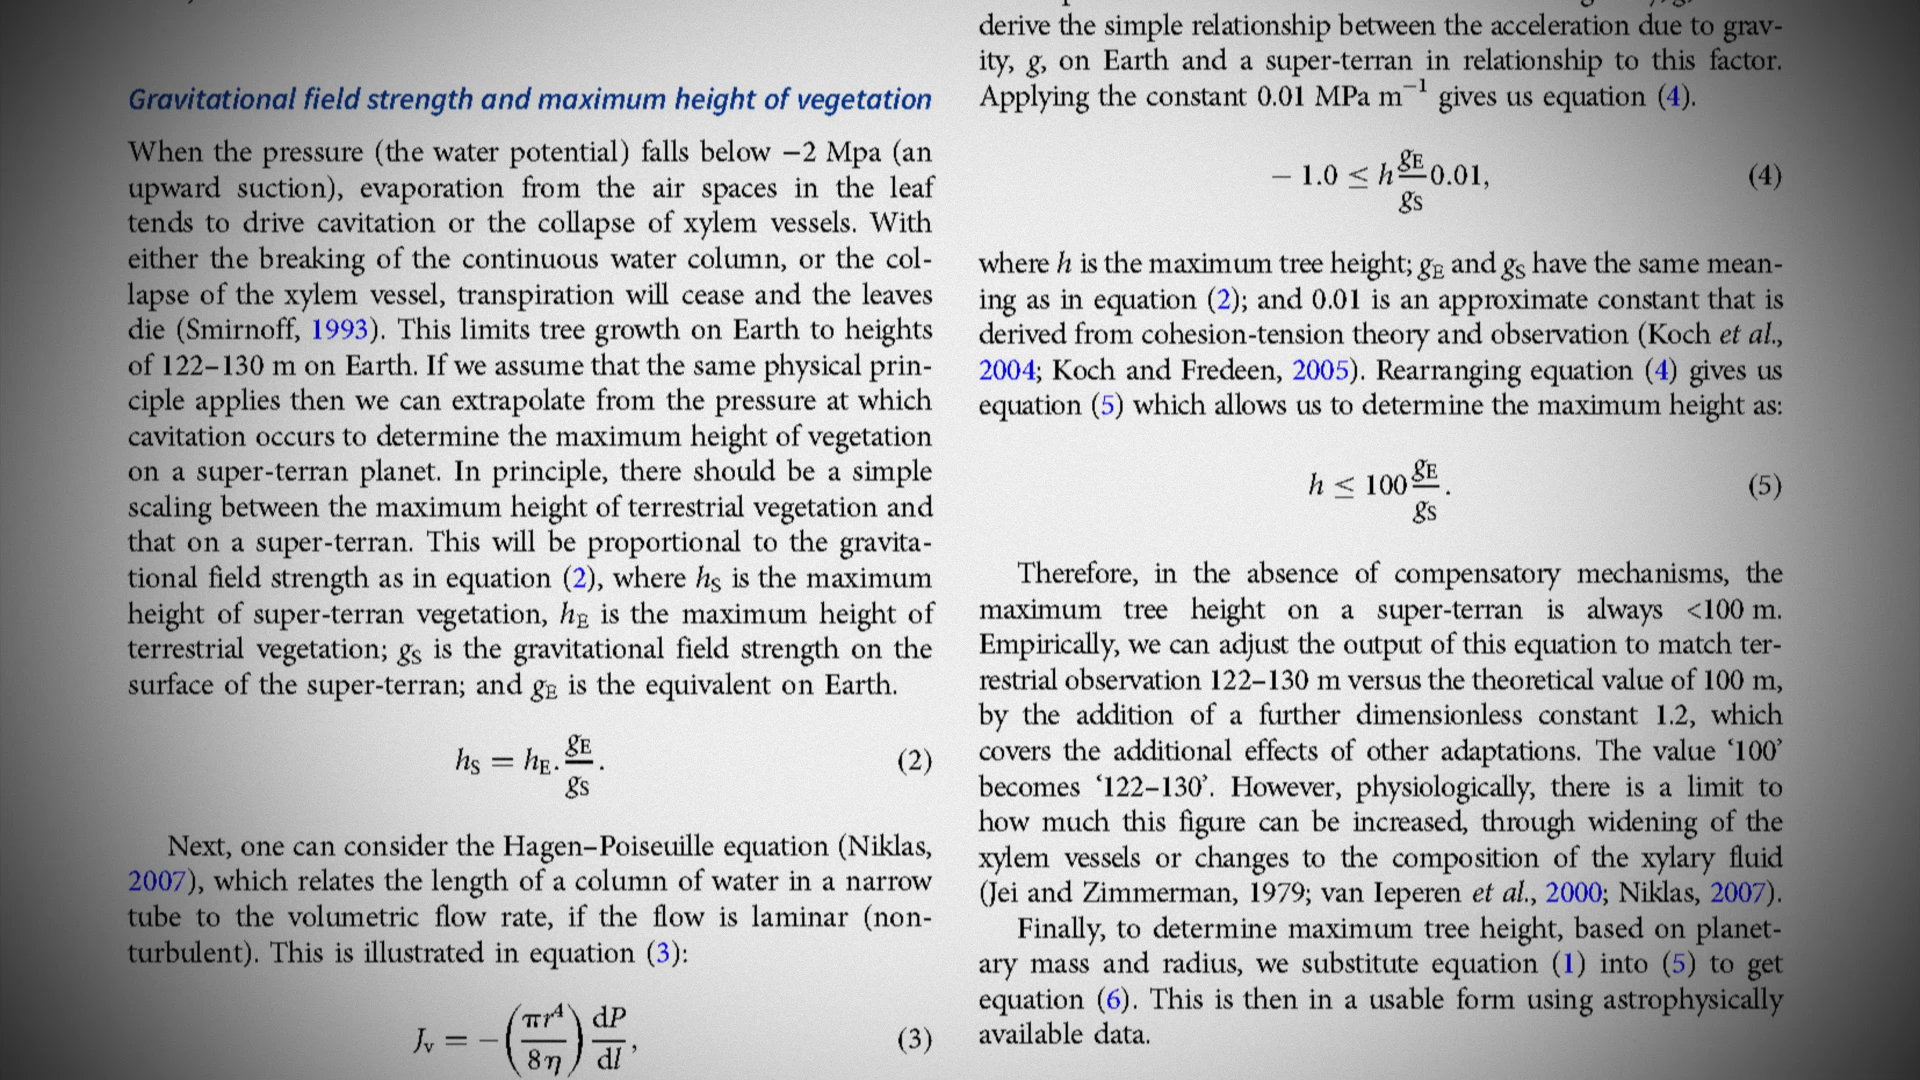 Gravitational field strength and maximum height of vegetation
When the pressure (the water potential) falls below −2 Mpa (an
upward suction), evaporation from the air spaces in the leaf
tends to drive cavitation or the collapse of xylem vessels. With
either the breaking of the continuous water column, or the col-
lapse of the xylem vessel, transpiration will cease and the leaves
die (Smirnoff, 1993). This limits tree growth on Earth to heights
of 122–130 m on Earth. If we assume that the same physical prin-
ciple applies then we can extrapolate from the pressure at which
cavitation occurs to determine the maximum height of vegetation
on a super-terran planet. In principle, there should be a simple
scaling between the maximum height of terrestrial vegetation and
that on a super-terran. This will be proportional to the gravita-
tional field strength as in equation (2), where hS is the maximum
height of super-terran vegetation, hE is the maximum height of
terrestrial vegetation; gS is the gravitational field strength on the
surface of the super-terran; and gE is the equivalent on Earth.
hS = hE. gE/gS. (2)
Next, one can consider the Hagen–Poiseuille equation (Niklas,
2007), which relates the length of a column of water in a narrow
tube to the volumetric flow rate, if the flow is laminar (non-
turbulent). This is illustrated in equation (3):
Jv = −(πr⁴/8η) dP/dl, (3)
derive the simple relationship between the acceleration due to grav-
ity, g, on Earth and a super-terran in relationship to this factor.
Applying the constant 0.01 MPa m⁻¹ gives us equation (4).
− 1.0 ≤ h gE/gS 0.01, (4)
where h is the maximum tree height; gE and gS have the same mean-
ing as in equation (2); and 0.01 is an approximate constant that is
derived from cohesion-tension theory and observation (Koch et al.,
2004; Koch and Fredeen, 2005). Rearranging equation (4) gives us
equation (5) which allows us to determine the maximum height as:
h ≤ 100 gE/gS. (5)
Therefore, in the absence of compensatory mechanisms, the
maximum tree height on a super-terran is always <100 m.
Empirically, we can adjust the output of this equation to match ter-
restrial observation 122–130 m versus the theoretical value of 100 m,
by the addition of a further dimensionless constant 1.2, which
covers the additional effects of other adaptations. The value ‘100’
becomes ‘122–130’. However, physiologically, there is a limit to
how much this figure can be increased, through widening of the
xylem vessels or changes to the composition of the xylary fluid
(Jei and Zimmerman, 1979; van Ieperen et al., 2000; Niklas, 2007).
Finally, to determine maximum tree height, based on planet-
ary mass and radius, we substitute equation (1) into (5) to get
equation (6). This is then in a usable form using astrophysically
available data.